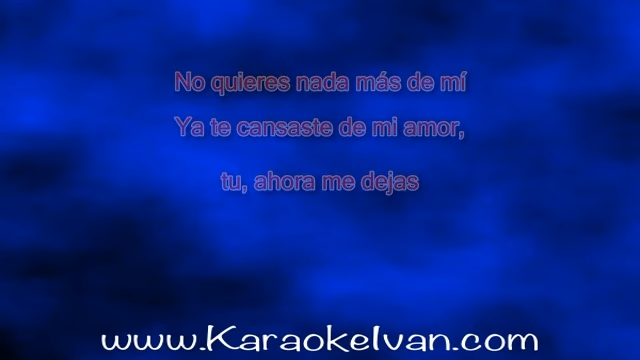 No quieres nada más de mí
Ya te cansaste de mi amor,
tu, ahora me dejas
www.KaraokeIvan.com